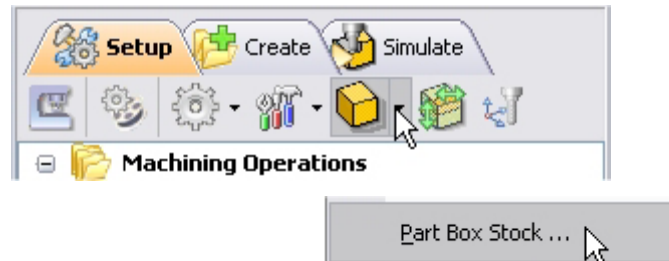 Setup Create Simulate
Machining Operations
Part Box Stock ...